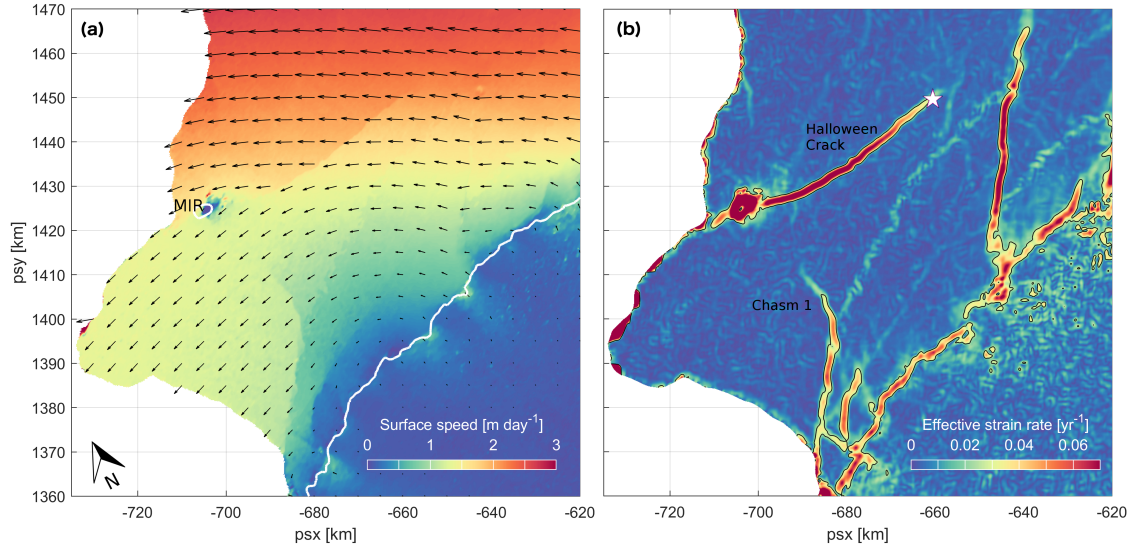 (a)
1470
1460
1450
1440
1430
1420
1410
1400
1390
1380
1370
1360
psy [km]
MIR
Surface speed [m day-1]
0 1 2 3
N
-720 -700 -680 -660 -640 -620
psx [km]
(b)
Halloween
Crack
Chasm 1
Effective strain rate [yr-1]
0 0.02 0.04 0.06
-720 -700 -680 -660 -640 -620
psx [km]